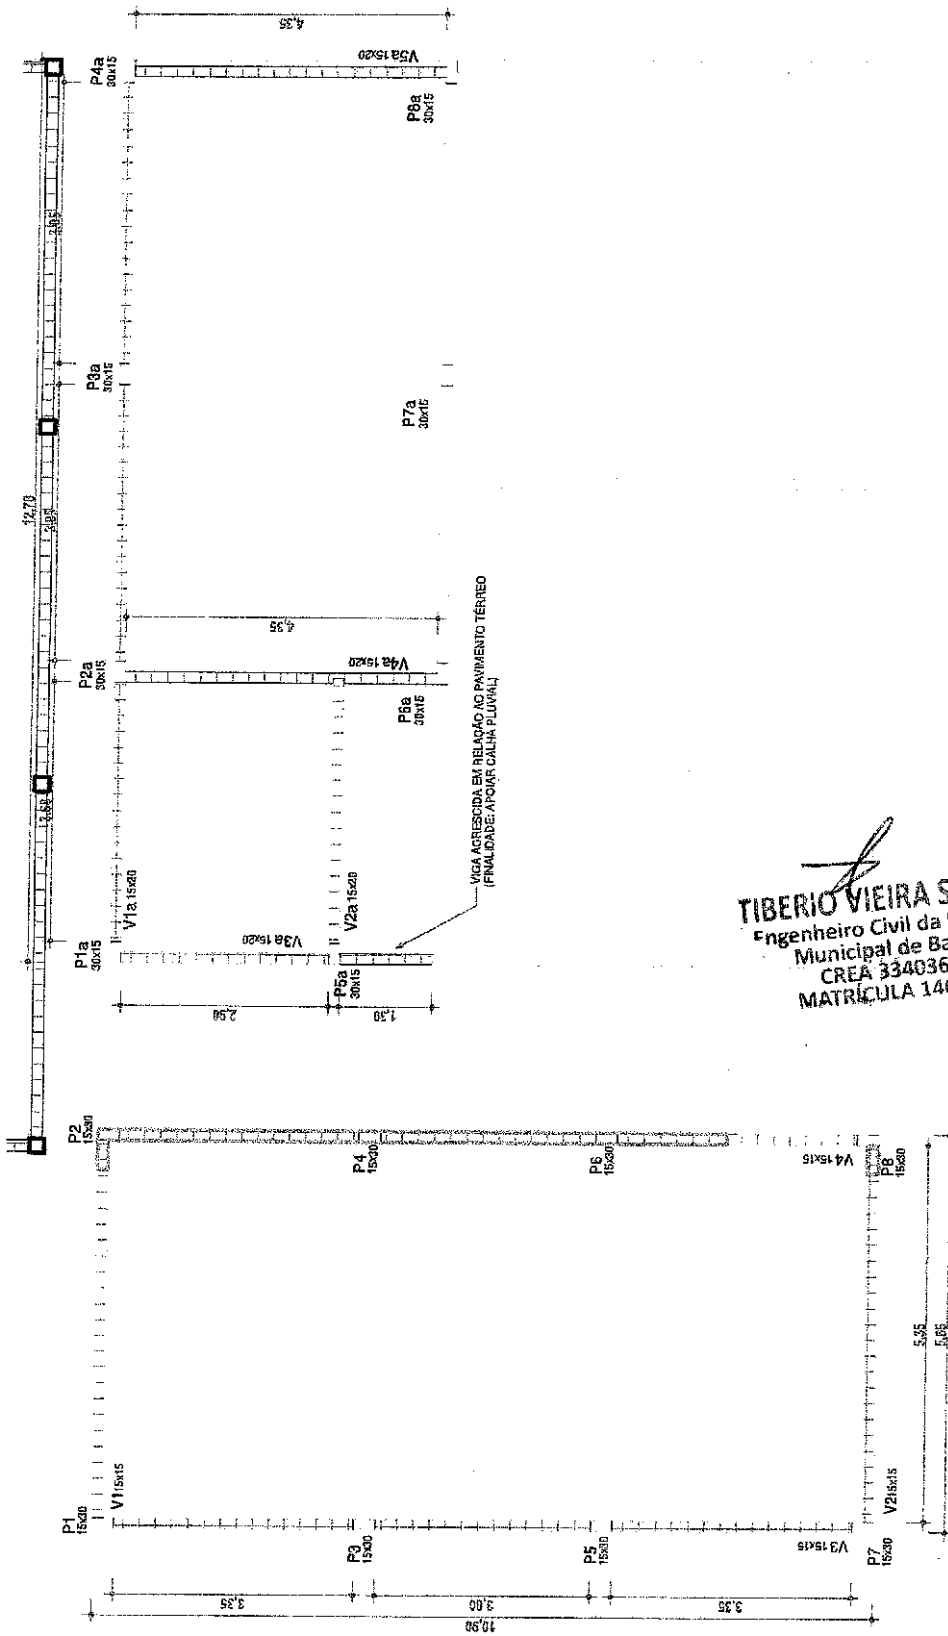 4,35
P4a
30x15
V5a 15x20
P8a
30x15
P3a
30x15
P7a
30x15
12,70
4,35
P2a
30x15
V4a 15x20
P6a
30x15
VIGA AGRESCIDA EM RELAÇÃO AO PAVIMENTO TÉRREO
(FINALIDADE: APOIAR CALHA PLUVIAL)
V1a 15x20
V2a 15x20
P1a
30x15
V3a 15x20
P5a
30x15
2,90
1,30
TIBERIO VIEIRA
Engenheiro Civil da
Municipal de Ba
CREA 334036
MATRÍCULA 146
P2
15x30
P4
15x30
P6
15x30
V4 15x15
P8
15x30
P1
15x30
V1 15x15
P3
15x30
P5
15x30
V3 15x15
P7
15x30
V2 15x15
5,35
5,65
3,35
3,00
3,35
10,90